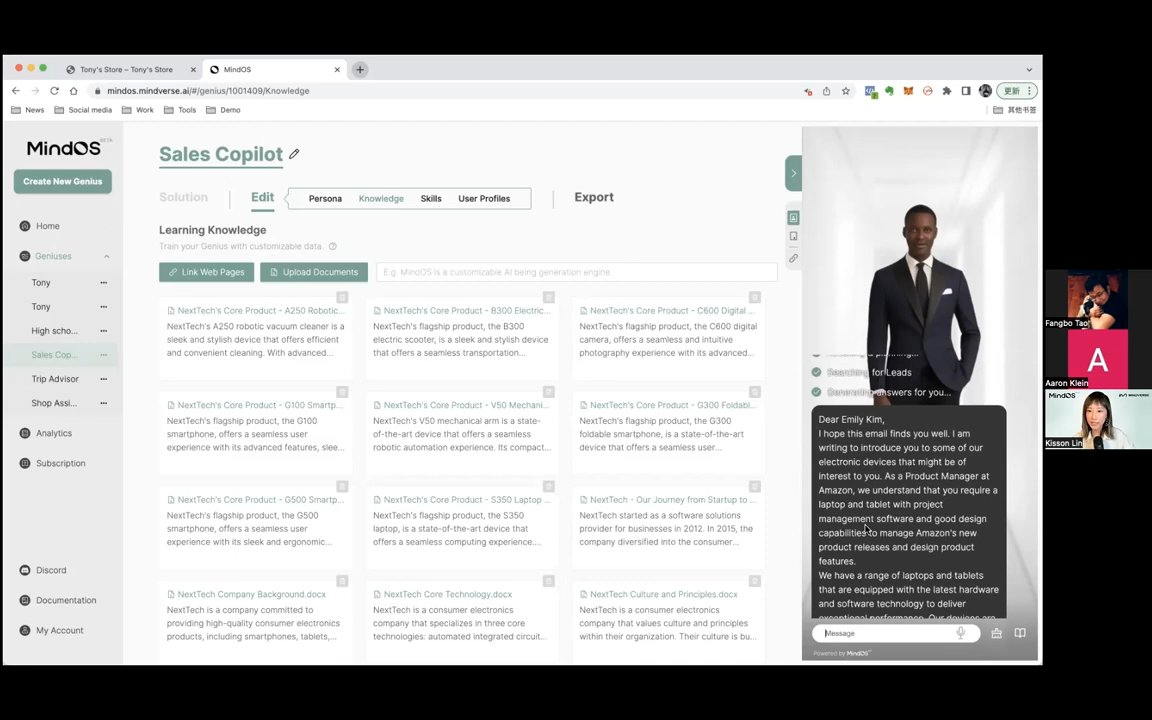 Tony's Store – Tony's Store
MindOS
mindos.mindverse.ai/#/genius/1001409/Knowledge
更新
News
Social media
Work
Tools
Demo
其他书签
MindOS BETA
Create New Genius
Home
Geniuses
Tony
Tony
High scho...
Sales Cop...
Trip Advisor
Shop Assi...
Analytics
Subscription
Discord
Documentation
My Account
Sales Copilot
Solution
Edit
Persona
Knowledge
Skills
User Profiles
Export
Learning Knowledge
Train your Genius with customizable data.
Link Web Pages
Upload Documents
E.g. MindOS is a customizable AI being generation engine.
NextTech's Core Product - A250 Robotic...
NextTech's A250 robotic vacuum cleaner is a
sleek and stylish device that offers efficient
and convenient cleaning. With advanced...
NextTech's Core Product - B300 Electric...
NextTech's flagship product, the B300
electric scooter, is a sleek and stylish device
that offers a seamless transportation...
NextTech's Core Product - C600 Digital ...
NextTech's flagship product, the C600 digital
camera, offers a seamless and intuitive
photography experience with its advanced...
NextTech's Core Product - G100 Smartp...
NextTech's flagship product, the G100
smartphone, offers a seamless user
experience with its advanced features, slee...
NextTech's Core Product - V50 Mechani...
NextTech's V50 mechanical arm is a state-
of-the-art device that offers a seamless
robotic automation experience. Its compact...
NextTech's Core Product - G300 Foldabl...
NextTech's flagship product, the G300
foldable smartphone, is a state-of-the-art
device that offers a seamless user...
NextTech's Core Product - G500 Smartp...
NextTech's flagship product, the G500
smartphone, offers a seamless user
experience with its sleek and ergonomic...
NextTech's Core Product - S350 Laptop ...
NextTech's flagship product, the S350
laptop, is a state-of-the-art device that
offers a seamless computing experience....
NextTech - Our Journey from Startup to ...
NextTech started as a software solutions
provider for businesses in 2012. In 2015, the
company diversified into the consumer...
NextTech Company Background.docx
NextTech is a company committed to
providing high-quality consumer electronics
products, including smartphones, tablets,...
NextTech Core Technology.docx
NextTech is a consumer electronics
company that specializes in three core
technologies: automated integrated circuit...
NextTech Culture and Principles.docx
NextTech is a consumer electronics
company that values culture and principles
within their organization. Their culture is bu...
Searching for Leads
Generating answers for you...
Dear Emily Kim,
I hope this email finds you well. I am
writing to introduce you to some of our
electronic devices that might be of
interest to you. As a Product Manager at
Amazon, we understand that you require a
laptop and tablet with project
management software and good design
capabilities to manage Amazon's new
product releases and design product
features.
We have a range of laptops and tablets
that are equipped with the latest hardware
and software technology to deliver
exceptional performance. Our devices are
Message
Powered by MindOS
Fangbo Tao
A
Aaron Klein
MindOS
MINDVERSE
Kisson Lin